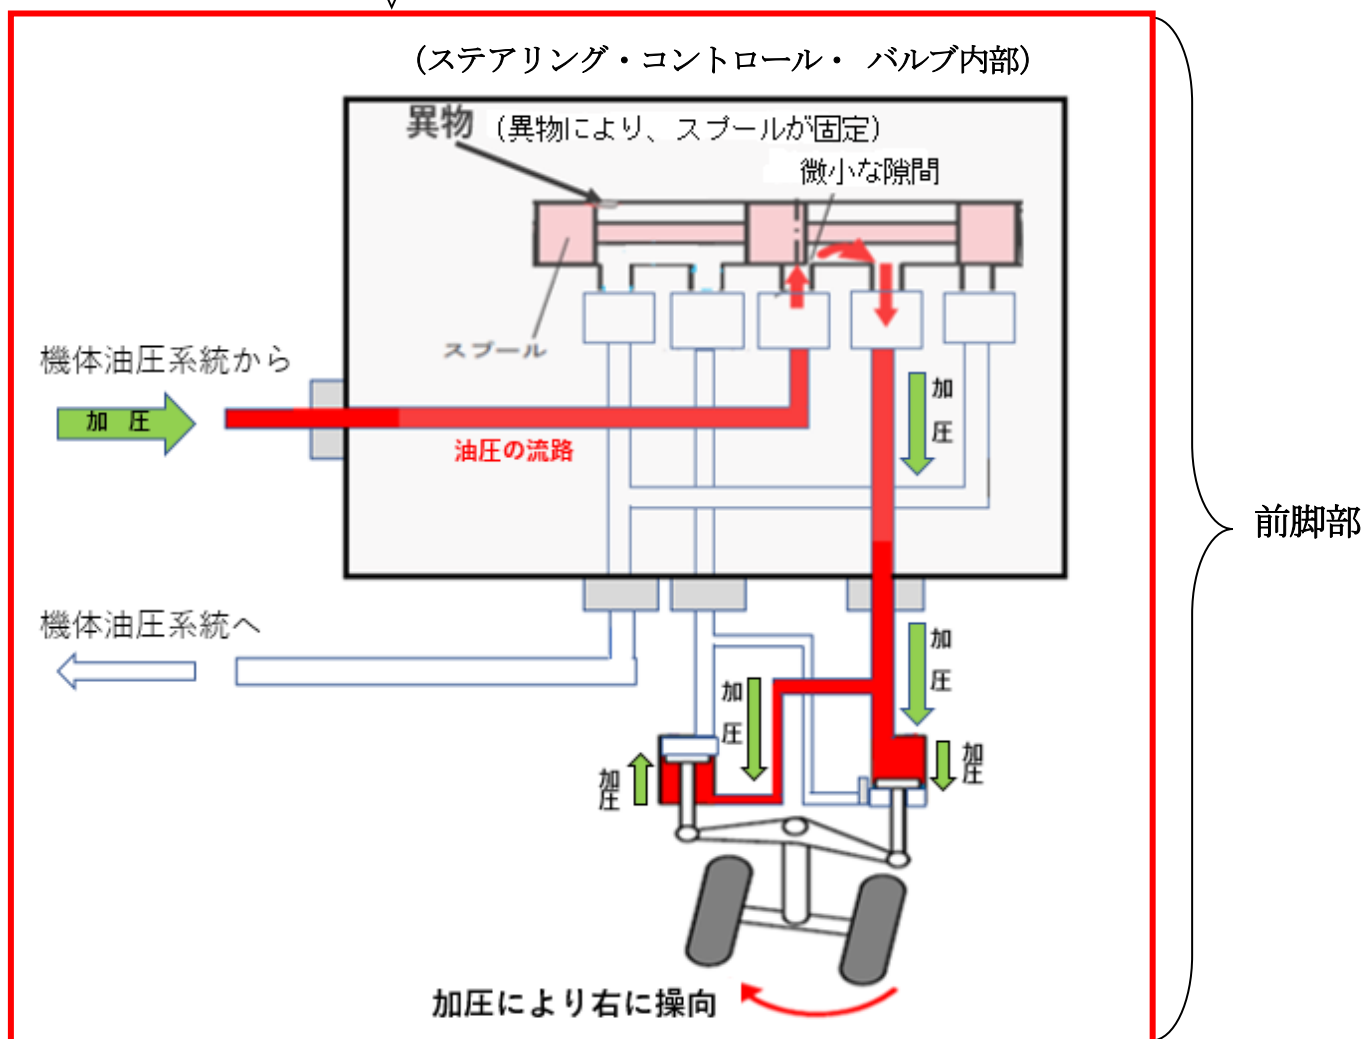 (ステアリング・コントロール・ バルブ内部)
異物
(異物により、スプールが固定)
微小な隙間
スプール
機体油圧系統から
加 圧
油圧の流路
加圧
前脚部
機体油圧系統へ
加圧
加圧
加圧
加圧
加圧により右に操向